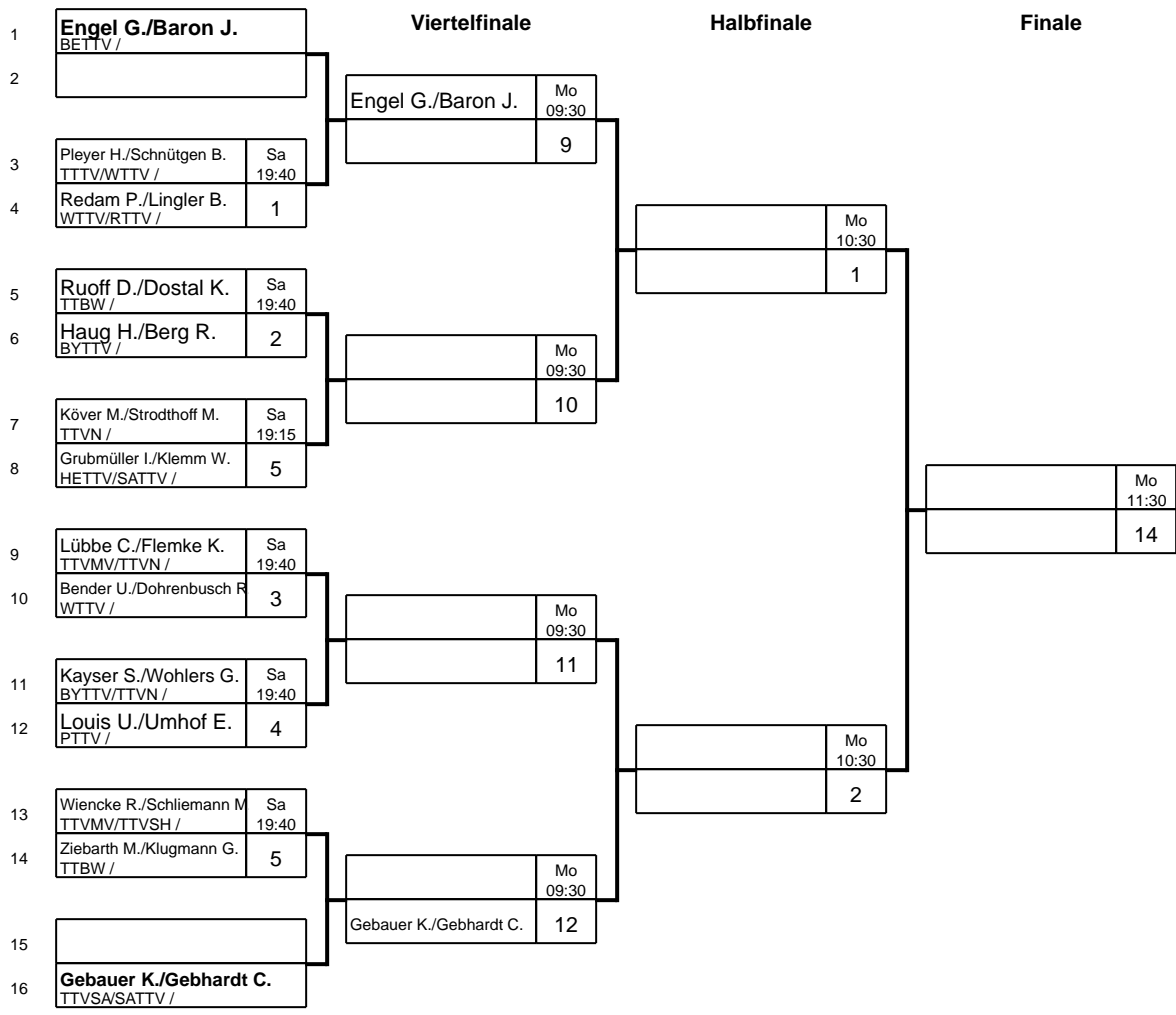 Viertelfinale
Halbfinale
Finale
1
Engel G./Baron J.
BETTV /
2
Engel G./Baron J.
Mo
09:30
9
3
Pleyer H./Schnütgen B.
TTTV/WTTV /
Sa
19:40
4
Redam P./Lingler B.
WTTV/RTTV /
1
Mo
10:30
1
5
Ruoff D./Dostal K.
TTBW /
Sa
19:40
6
Haug H./Berg R.
BYTTV /
2
Mo
09:30
10
7
Köver M./Strodthoff M.
TTVN /
Sa
19:15
8
Grubmüller I./Klemm W.
HETTV/SATTV /
5
Mo
11:30
14
9
Lübbe C./Flemke K.
TTVMV/TTVN /
Sa
19:40
10
Bender U./Dohrenbusch R
WTTV /
3
Mo
09:30
11
11
Kayser S./Wohlers G.
BYTTV/TTVN /
Sa
19:40
12
Louis U./Umhof E.
PTTV /
4
Mo
10:30
2
13
Wiencke R./Schliemann M
TTVMV/TTVSH /
Sa
19:40
14
Ziebarth M./Klugmann G.
TTBW /
5
Mo
09:30
Gebauer K./Gebhardt C.
12
15
16
Gebauer K./Gebhardt C.
TTVSA/SATTV /